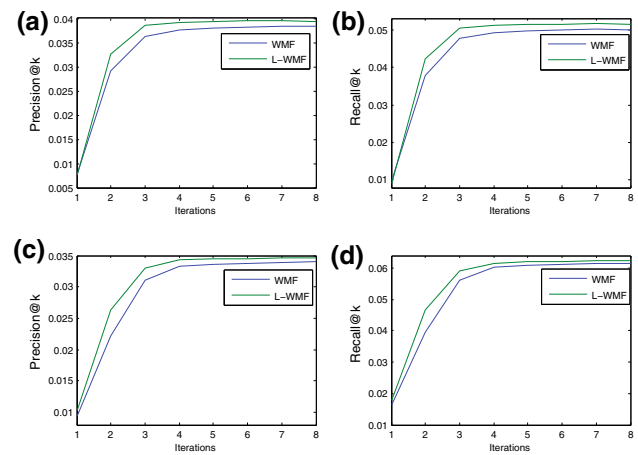 (a)
Precision@k
0.04
0.035
0.03
0.025
0.02
0.015
0.01
0.005
1 2 3 4 5 6 7 8
Iterations
WMF
L-WMF
(b)
Recall@k
0.05
0.04
0.03
0.02
0.01
1 2 3 4 5 6 7 8
Iterations
WMF
L-WMF
(c)
Precision@k
0.035
0.03
0.025
0.02
0.015
0.01
1 2 3 4 5 6 7 8
Iterations
WMF
L-WMF
(d)
Recall@k
0.06
0.05
0.04
0.03
0.02
0.01
1 2 3 4 5 6 7 8
Iterations
WMF
L-WMF